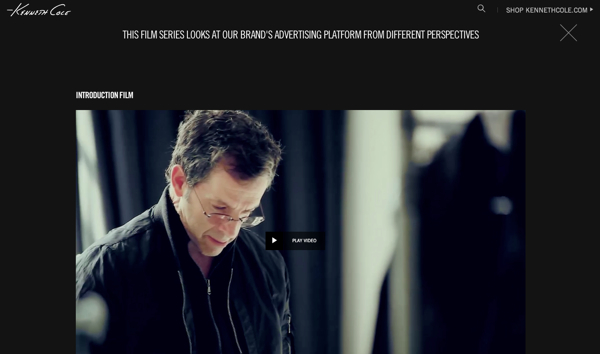 Kenneth Cole
SHOP KENNETHCOLE.COM
THIS FILM SERIES LOOKS AT OUR BRAND'S ADVERTISING PLATFORM FROM DIFFERENT PERSPECTIVES
INTRODUCTION FILM
PLAY VIDEO